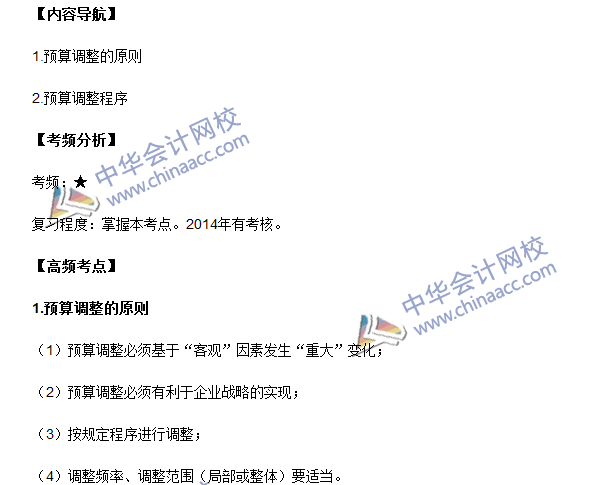 【内容导航】
1.预算调整的原则
2.预算调整程序
【考频分析】
考频：★
复习程度：掌握本考点。2014年有考核。
【高频考点】
1.预算调整的原则
（1）预算调整必须基于“客观”因素发生“重大”变化；
（2）预算调整必须有利于企业战略的实现；
（3）按规定程序进行调整；
（4）调整频率、调整范围（局部或整体）要适当。
中华会计网校
www.chinaacc.com
中华会计网校
www.chinaacc.com